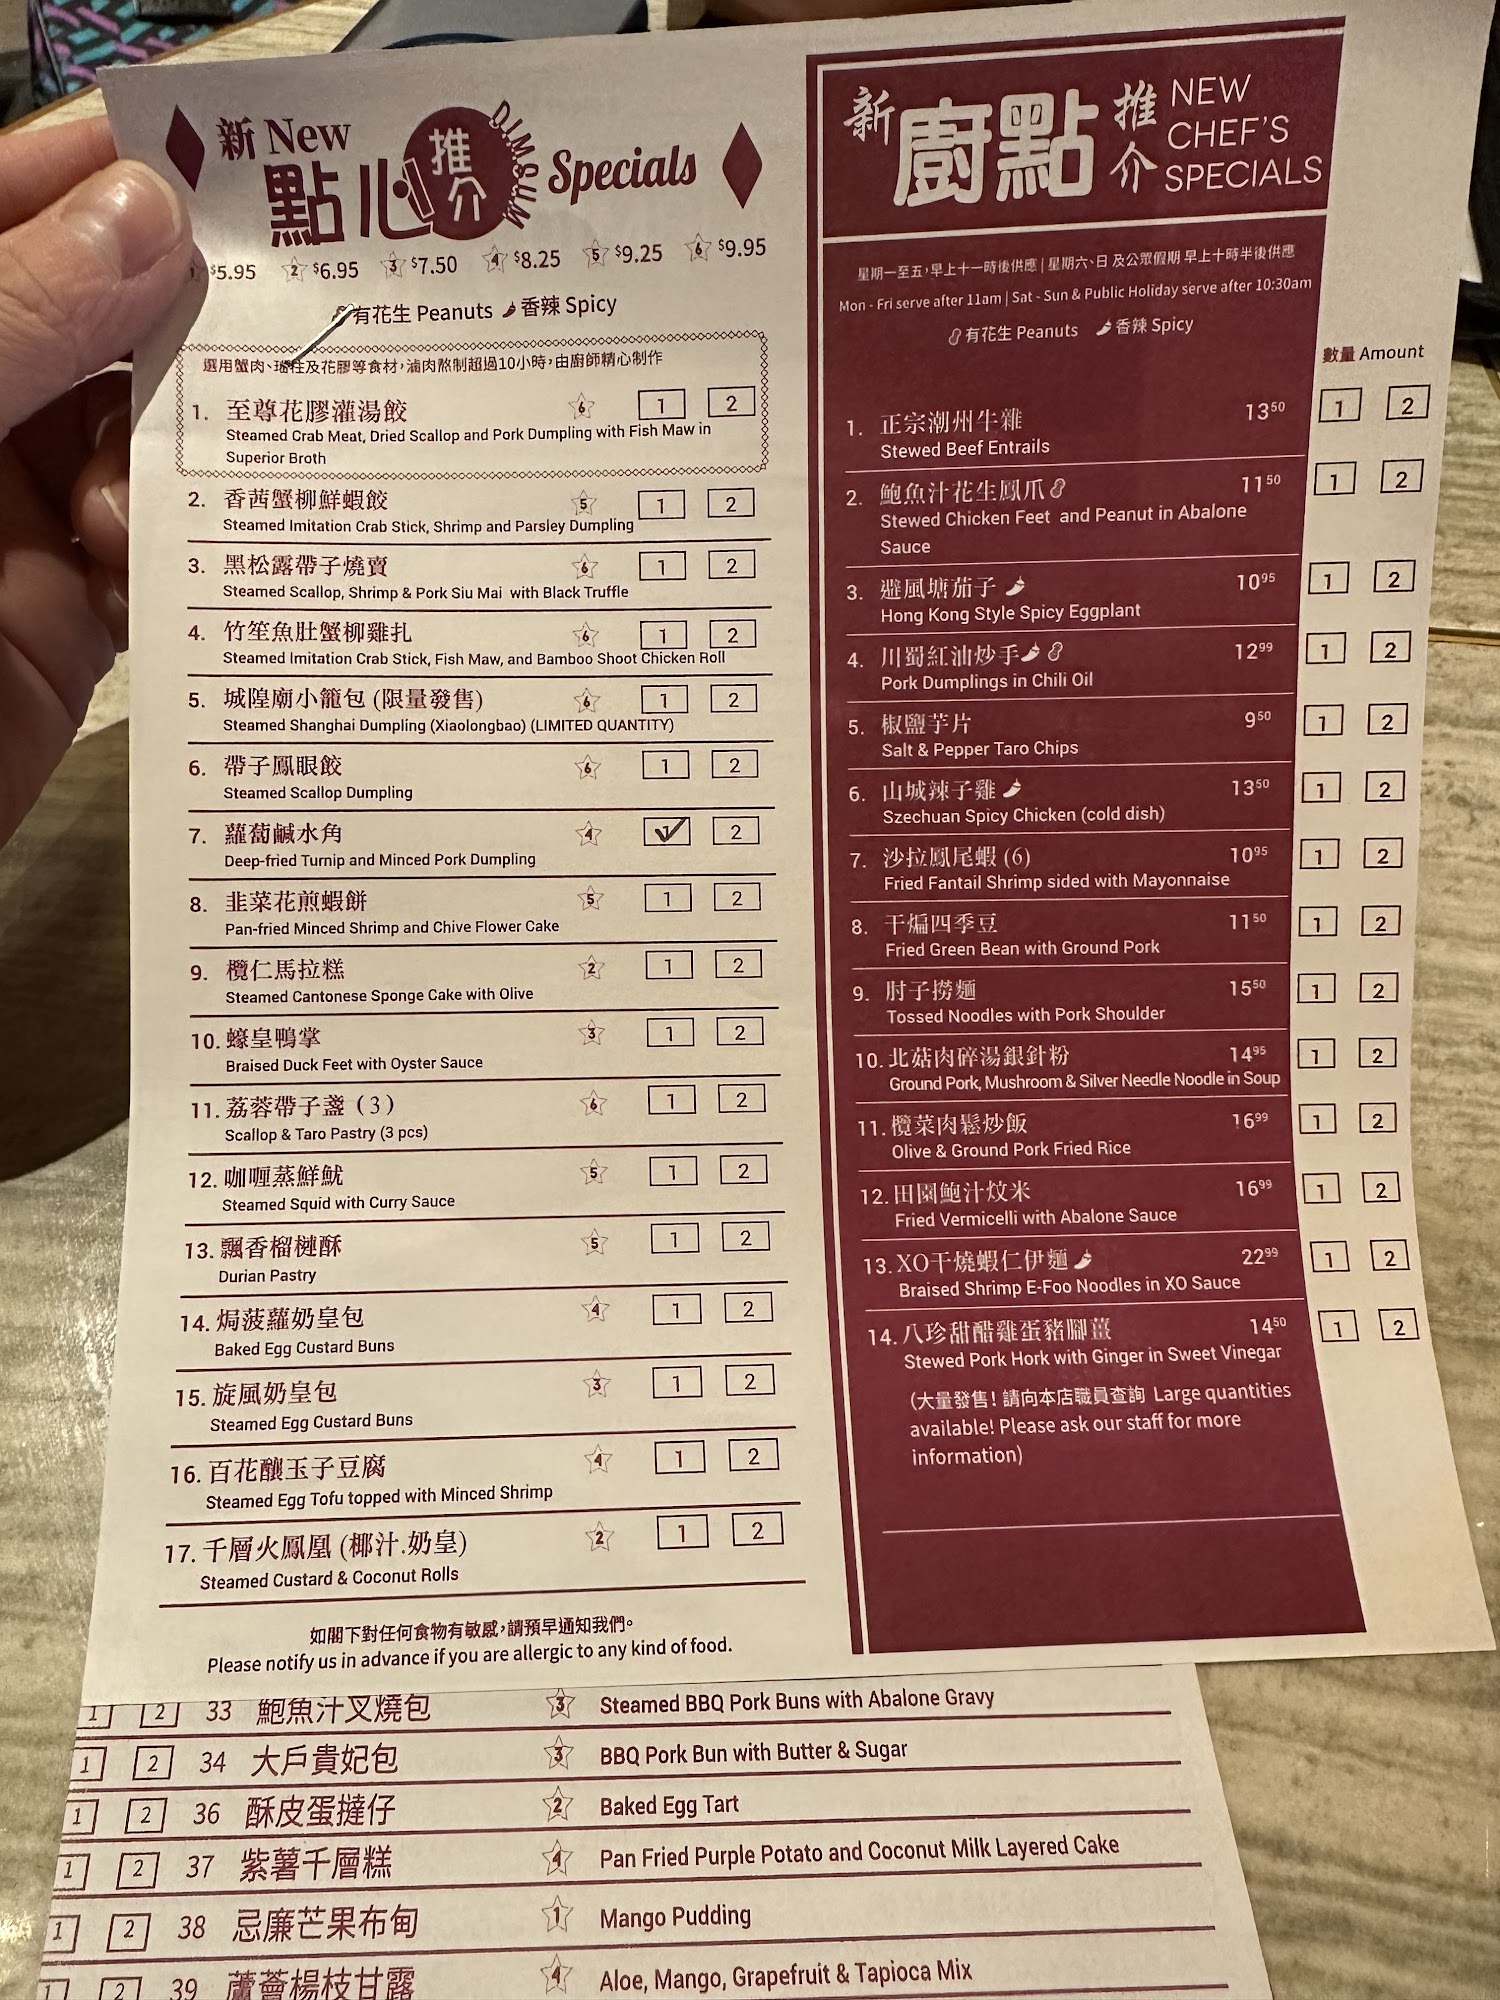 新 New
點心 推介 DIM SUM Specials
1 $5.95 2 $6.95 3 $7.50 4 $8.25 5 $9.25 6 $9.95
有花生 Peanuts 香辣 Spicy
選用蟹肉、瑤柱及花膠等食材,滷肉熬制超過10小時,由廚師精心制作
1. 至尊花膠灌湯餃 6 1 2
Steamed Crab Meat, Dried Scallop and Pork Dumpling with Fish Maw in
Superior Broth
2. 香茜蟹柳鮮蝦餃 5 1 2
Steamed Imitation Crab Stick, Shrimp and Parsley Dumpling
3. 黑松露帶子燒賣 6 1 2
Steamed Scallop, Shrimp & Pork Siu Mai with Black Truffle
4. 竹笙魚肚蟹柳雞扎 6 1 2
Steamed Imitation Crab Stick, Fish Maw, and Bamboo Shoot Chicken Roll
5. 城隍廟小籠包 (限量發售) 6 1 2
Steamed Shanghai Dumpling (Xiaolongbao) (LIMITED QUANTITY)
6. 帶子鳳眼餃 6 1 2
Steamed Scallop Dumpling
7. 蘿蔔鹹水角 4 1 2
Deep-fried Turnip and Minced Pork Dumpling
8. 韭菜花煎蝦餅 5 1 2
Pan-fried Minced Shrimp and Chive Flower Cake
9. 欖仁馬拉糕 2 1 2
Steamed Cantonese Sponge Cake with Olive
10. 蠔皇鴨掌 3 1 2
Braised Duck Feet with Oyster Sauce
11. 荔蓉帶子盞 (3) 6 1 2
Scallop & Taro Pastry (3 pcs)
12. 咖喱蒸鮮魷 5 1 2
Steamed Squid with Curry Sauce
13. 飄香榴槤酥 5 1 2
Durian Pastry
14. 焗菠蘿奶皇包 4 1 2
Baked Egg Custard Buns
15. 旋風奶皇包 3 1 2
Steamed Egg Custard Buns
16. 百花釀玉子豆腐 4 1 2
Steamed Egg Tofu topped with Minced Shrimp
17. 千層火鳳凰 (椰汁.奶皇) 2 1 2
Steamed Custard & Coconut Rolls
如閣下對任何食物有敏感,請預早通知我們。
Please notify us in advance if you are allergic to any kind of food.
新 廚點 推介 NEW
CHEF'S
SPECIALS
星期一至五,早上十一時後供應 | 星期六、日 及公眾假期 早上十時半後供應
Mon - Fri serve after 11am | Sat - Sun & Public Holiday serve after 10:30am
有花生 Peanuts 香辣 Spicy
數量 Amount
1. 正宗潮州牛雜 13.50 1 2
Stewed Beef Entrails
2. 鮑魚汁花生鳳爪 11.50 1 2
Stewed Chicken Feet and Peanut in Abalone
Sauce
3. 避風塘茄子 10.95 1 2
Hong Kong Style Spicy Eggplant
4. 川蜀紅油炒手 12.99 1 2
Pork Dumplings in Chili Oil
5. 椒鹽芋片 9.50 1 2
Salt & Pepper Taro Chips
6. 山城辣子雞 13.50 1 2
Szechuan Spicy Chicken (cold dish)
7. 沙拉鳳尾蝦 (6) 10.95 1 2
Fried Fantail Shrimp sided with Mayonnaise
8. 干煸四季豆 11.50 1 2
Fried Green Bean with Ground Pork
9. 肘子撈麵 15.50 1 2
Tossed Noodles with Pork Shoulder
10. 北菇肉碎湯銀針粉 14.95 1 2
Ground Pork, Mushroom & Silver Needle Noodle in Soup
11. 欖菜肉鬆炒飯 16.99 1 2
Olive & Ground Pork Fried Rice
12. 田園鮑汁炆米 16.99 1 2
Fried Vermicelli with Abalone Sauce
13. XO干燒蝦仁伊麵 22.99 1 2
Braised Shrimp E-Foo Noodles in XO Sauce
14. 八珍甜醋雞蛋豬腳薑 14.50 1 2
Stewed Pork Hork with Ginger in Sweet Vinegar
(大量發售! 請向本店職員查詢 Large quantities
available! Please ask our staff for more
information)
1 2 33 鮑魚汁叉燒包 3 Steamed BBQ Pork Buns with Abalone Gravy
1 2 34 大戶貴妃包 3 BBQ Pork Bun with Butter & Sugar
1 2 36 酥皮蛋撻仔 2 Baked Egg Tart
1 2 37 紫薯千層糕 4 Pan Fried Purple Potato and Coconut Milk Layered Cake
1 2 38 忌廉芒果布甸 1 Mango Pudding
1 2 39 蘆薈楊枝甘露 4 Aloe, Mango, Grapefruit & Tapioca Mix